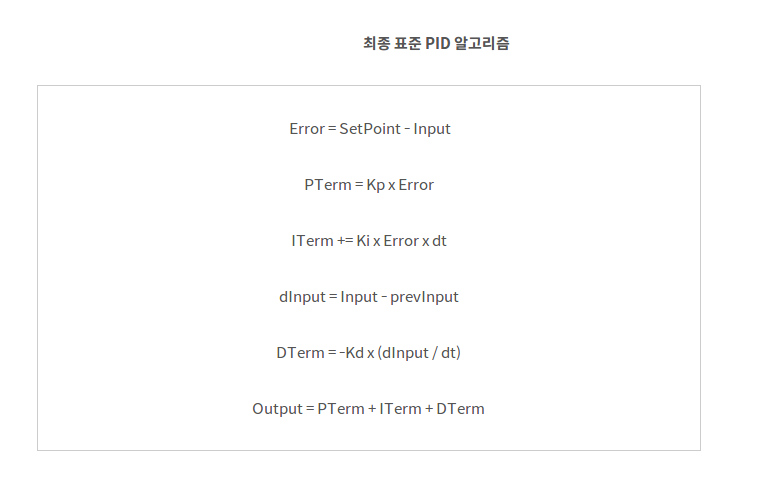 최종 표준 PID 알고리즘
Error = SetPoint - Input
PTerm = Kp x Error
ITerm += Ki x Error x dt
dInput = Input - prevInput
DTerm = -Kd x (dInput / dt)
Output = PTerm + ITerm + DTerm